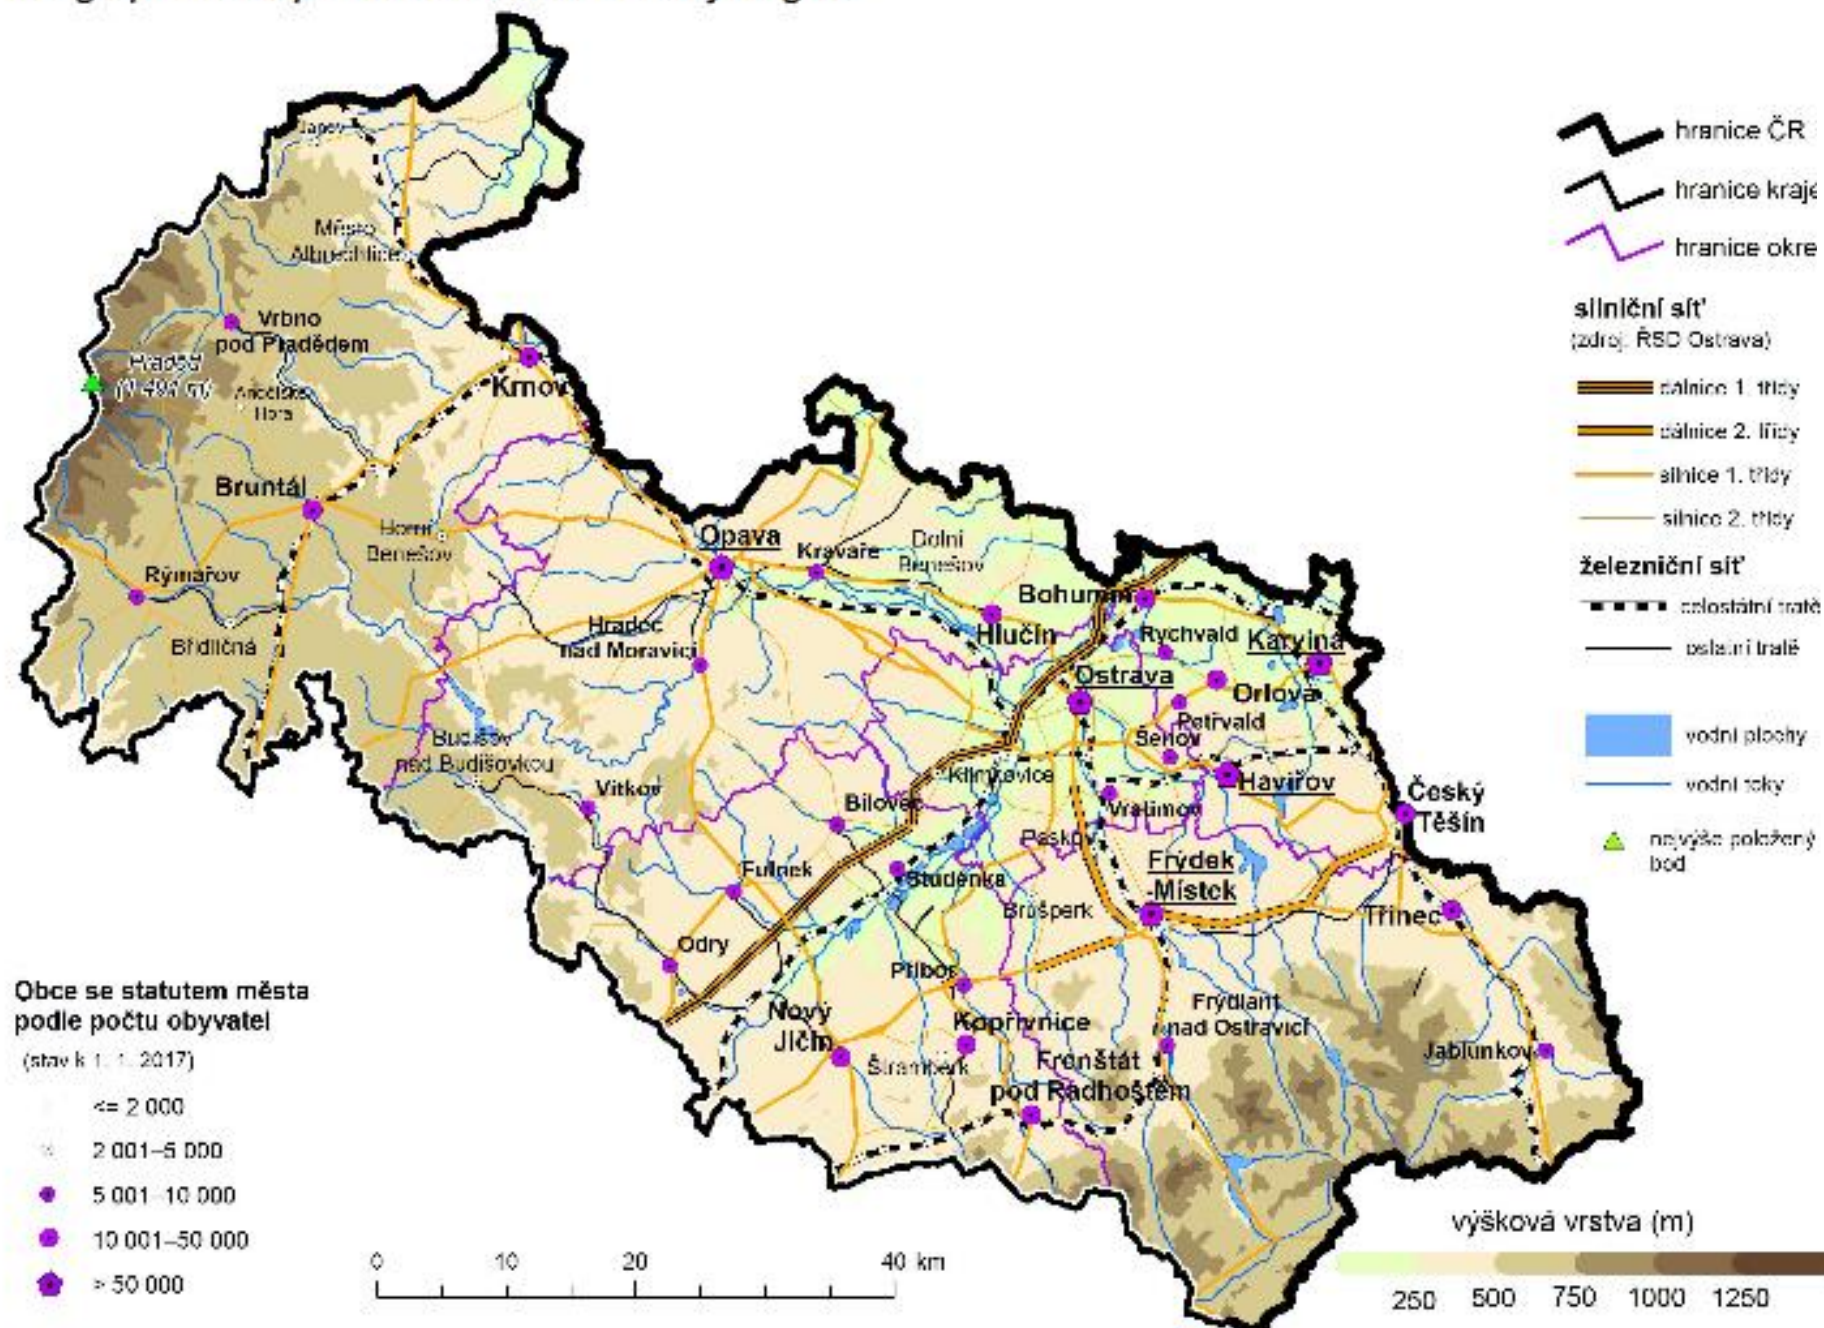 Janov
Město
Albrechtice
Vrbno
pod Pradědem
Praděd
(1 491 m)
Andělská
Hora
Krnov
Bruntál
Horní
Benešov
Rýmařov
Břidličná
Opava
Kravaře
Dolní
Benešov
Hradec
nad Moravicí
Hlučín
Bohumín
Rychvald
Karviná
Ostrava
Orlová
Petřvald
Šenov
Havířov
Klimkovice
Vratimov
Český
Těšín
Budišov
nad Budišovkou
Vítkov
Bílovec
Paskov
Fulnek
Studénka
Frýdek
-Místek
Brušperk
Třinec
Odry
Příbor
Nový
Jičín
Kopřivnice
Štramberk
Frýdlant
nad Ostravicí
Frenštát
pod Radhoštěm
Jablunkov
hranice ČR
hranice kraje
hranice okre
silniční síť
(zdroj: ŘSD Ostrava)
dálnice 1. třídy
dálnice 2. třídy
silnice 1. třídy
silnice 2. třídy
železniční síť
celostátní tratě
ostatní tratě
vodní plochy
vodní toky
nejvýše položený
bod
Obce se statutem města
podle počtu obyvatel
(stav k 1. 1. 2017)
<= 2 000
2 001–5 000
5 001–10 000
10 001–50 000
> 50 000
0 10 20 40 km
výšková vrstva (m)
250 500 750 1000 1250